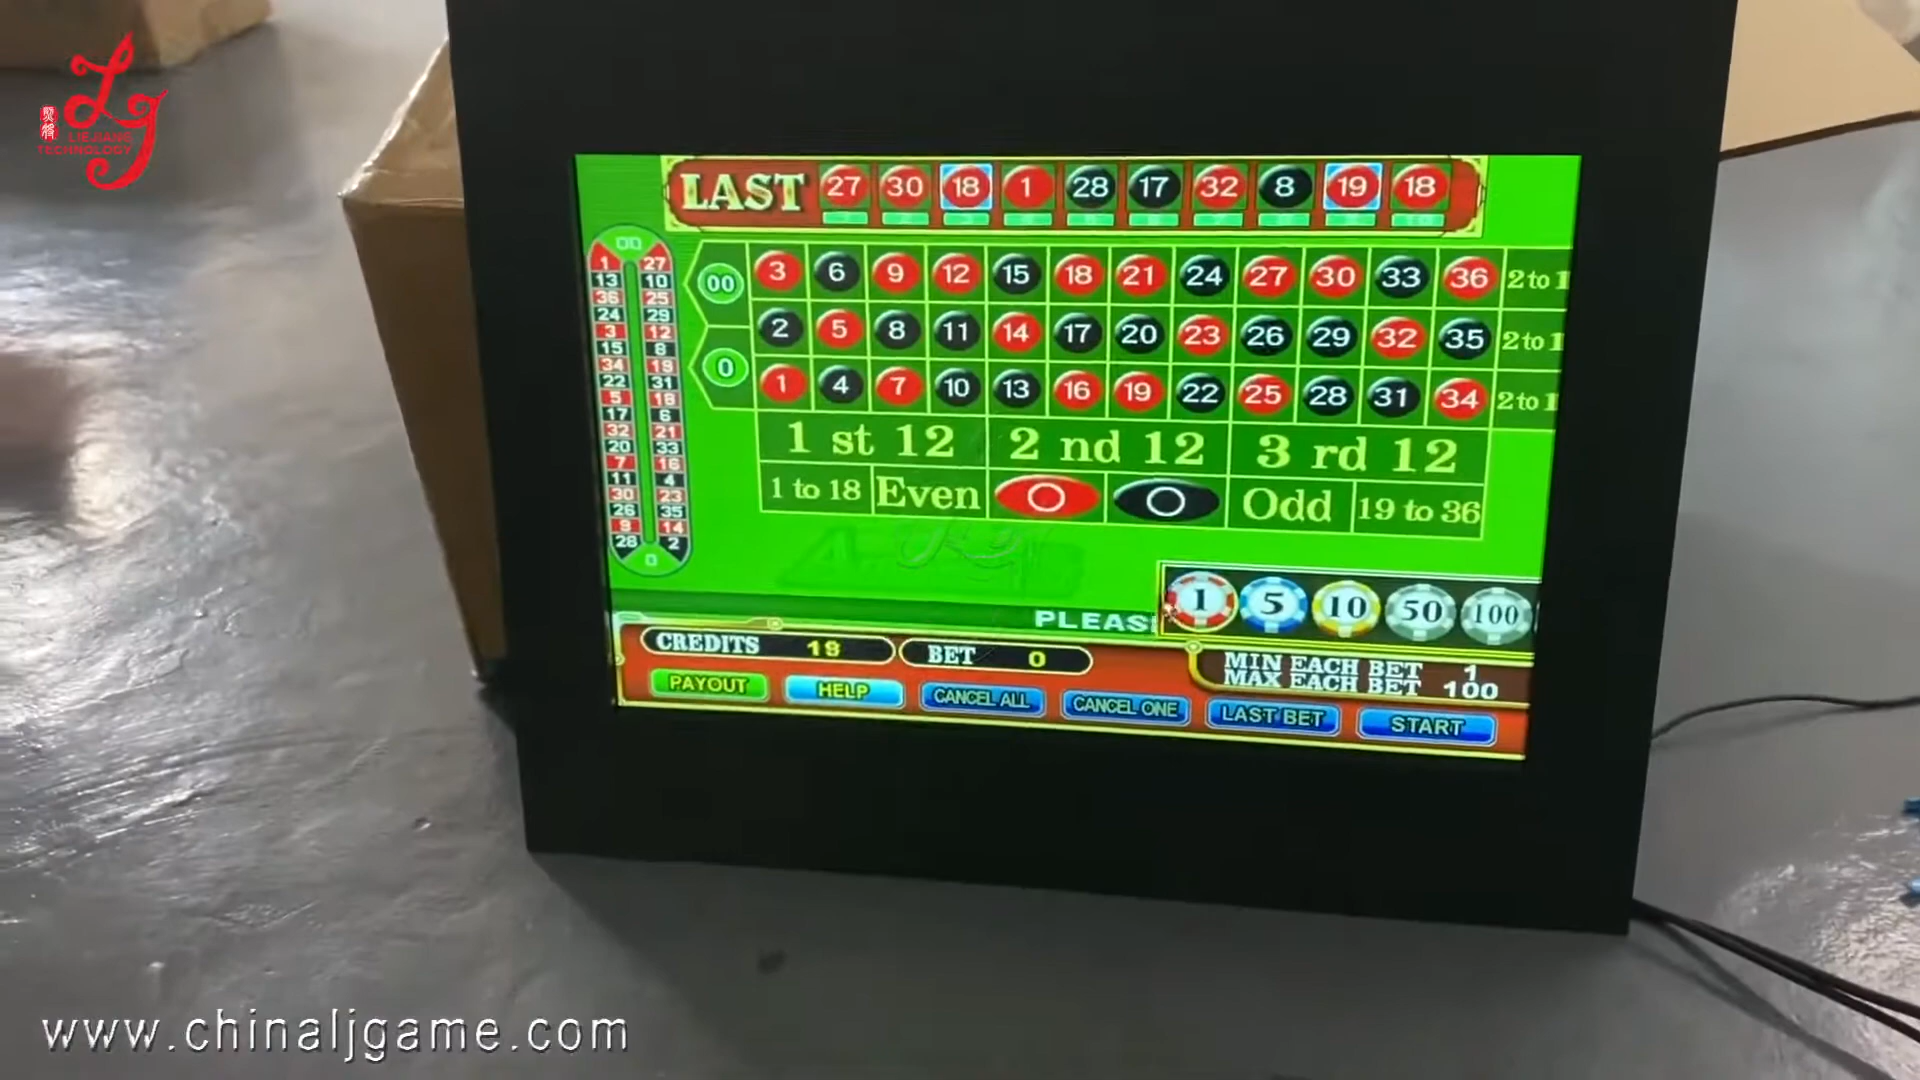 Lg
LIEJIANG
TECHNOLOGY
LAST 27 30 18 1 28 17 32 8 19 18
00
1 27
13 10
36 25
24 29
3 12
15 8
34 19
22 31
5 18
17 6
32 21
20 33
7 16
11 4
30 23
26 35
9 14
28 2
0
00 3 6 9 12 15 18 21 24 27 30 33 36 2 to 1
2 5 8 11 14 17 20 23 26 29 32 35 2 to 1
0 1 4 7 10 13 16 19 22 25 28 31 34 2 to 1
1 st 12 2 nd 12 3 rd 12
1 to 18 Even Odd 19 to 36
1 5 10 50 100
PLEAS
CREDITS 19 BET 0
MIN EACH BET 1
MAX EACH BET 100
PAYOUT HELP CANCEL ALL CANCEL ONE LAST BET START
www.chinaljgame.com